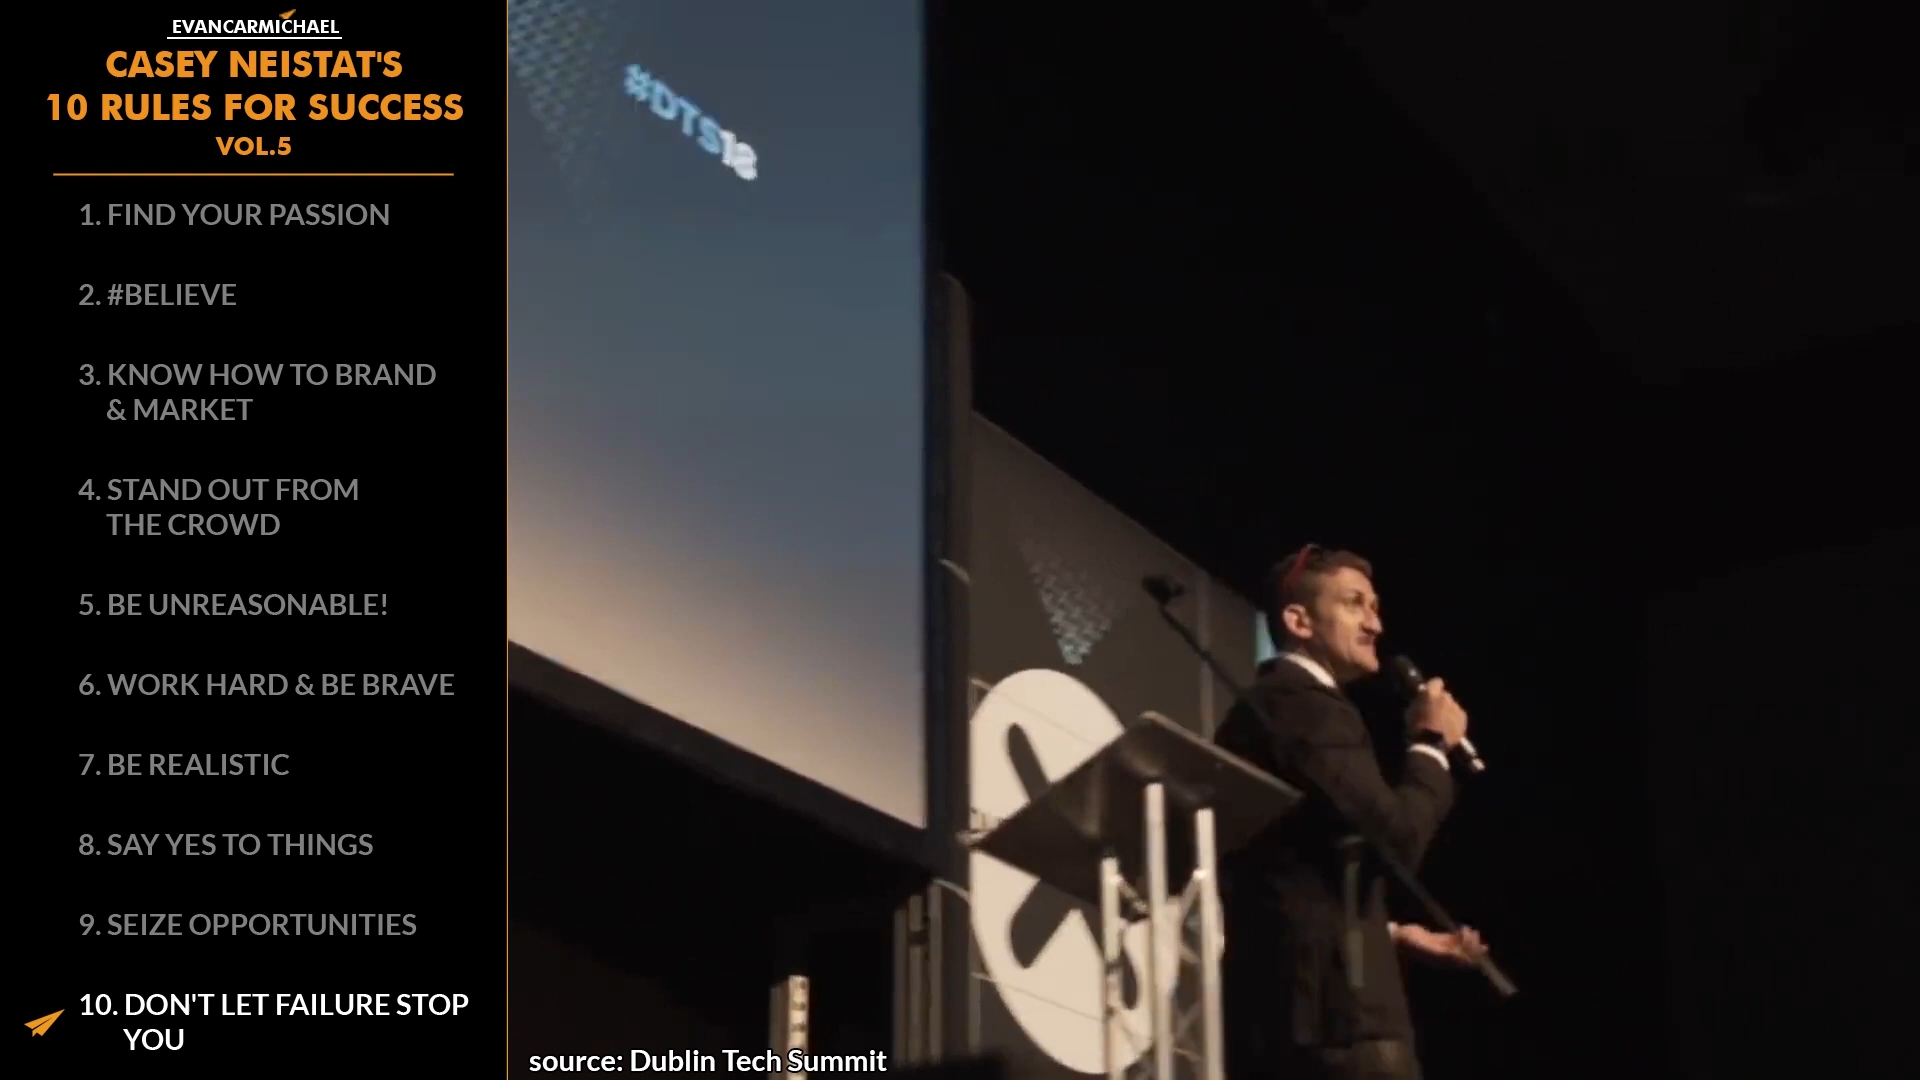 EVANCARMICHAEL
CASEY NEISTAT'S
10 RULES FOR SUCCESS
VOL.5
1. FIND YOUR PASSION
2. #BELIEVE
3. KNOW HOW TO BRAND
& MARKET
4. STAND OUT FROM
THE CROWD
5. BE UNREASONABLE!
6. WORK HARD & BE BRAVE
7. BE REALISTIC
8. SAY YES TO THINGS
9. SEIZE OPPORTUNITIES
10. DON'T LET FAILURE STOP
YOU
#DTS18
source: Dublin Tech Summit